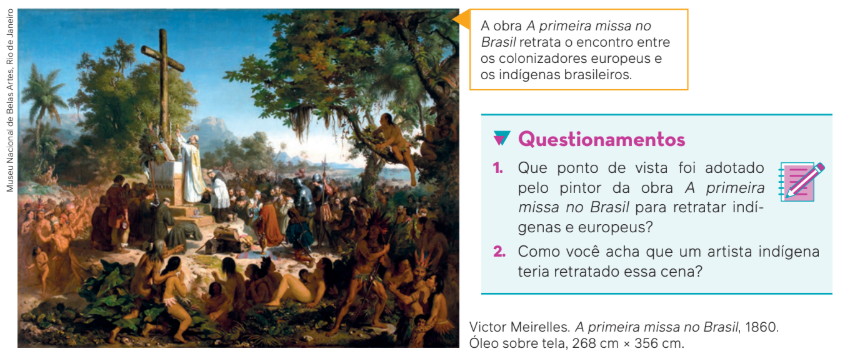 Museu Nacional de Belas Artes, Rio de Janeiro
A obra A primeira missa no
Brasil retrata o encontro entre
os colonizadores europeus e
os indígenas brasileiros.
Questionamentos
1. Que ponto de vista foi adotado
pelo pintor da obra A primeira
missa no Brasil para retratar indí-
genas e europeus?
2. Como você acha que um artista indígena
teria retratado essa cena?
Victor Meirelles. A primeira missa no Brasil, 1860.
Óleo sobre tela, 268 cm × 356 cm.